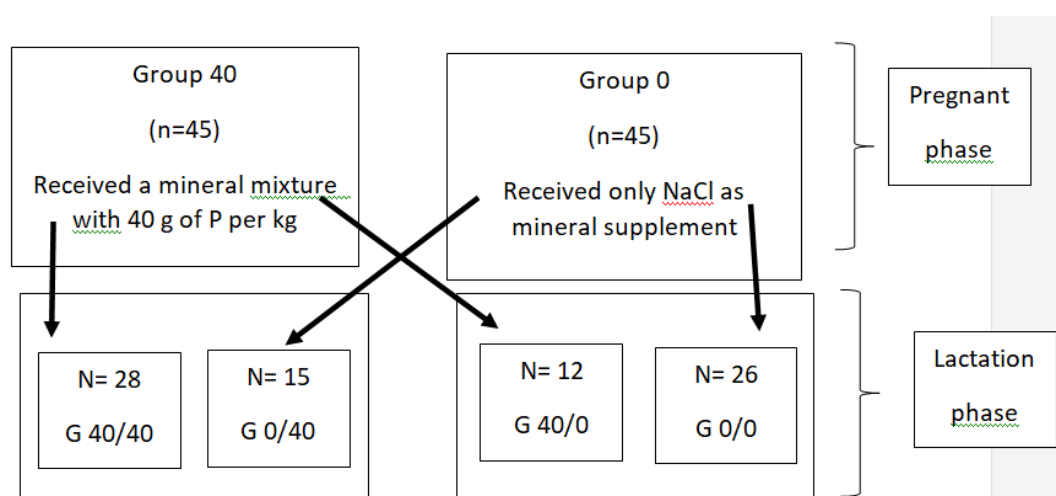 Group 40
(n=45)
Received a mineral mixture
with 40 g of P per kg
Group 0
(n=45)
Received only NaCl as
mineral supplement
Pregnant
phase
N= 28
G 40/40
N= 15
G 0/40
N= 12
G 40/0
N= 26
G 0/0
Lactation
phase